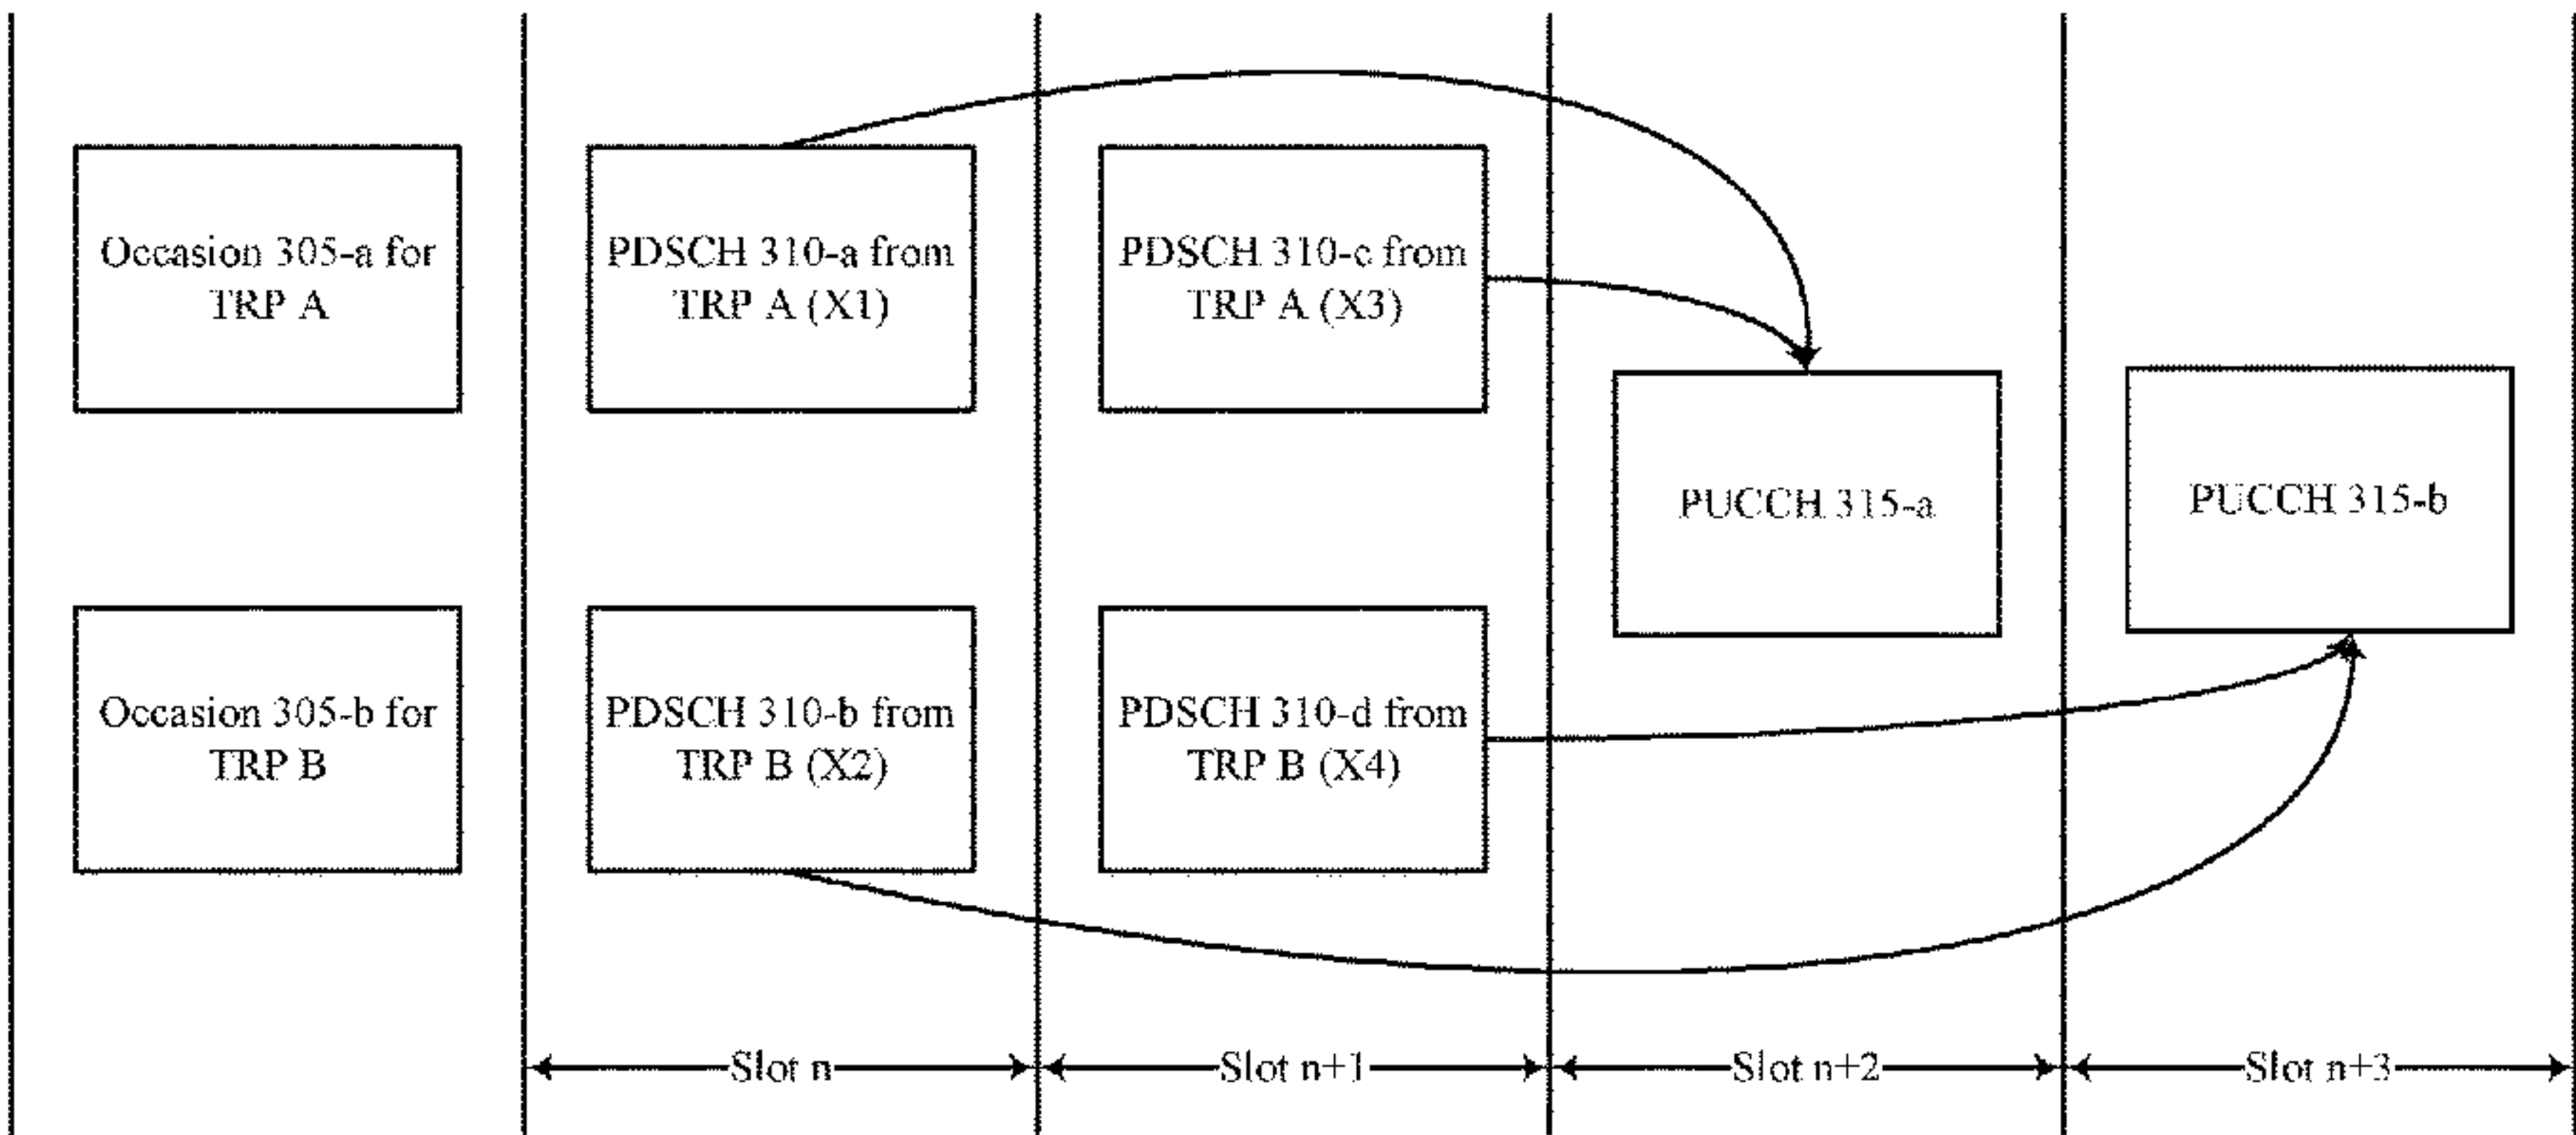 Occasion 305-a for
TRP A
PDSCH 310-a from
TRP A (X1)
PDSCH 310-c from
TRP A (X3)
PUCCH 315-a
PUCCH 315-b
Occasion 305-b for
TRP B
PDSCH 310-b from
TRP B (X2)
PDSCH 310-d from
TRP B (X4)
Slot n
Slot n+1
Slot n+2
Slot n+3